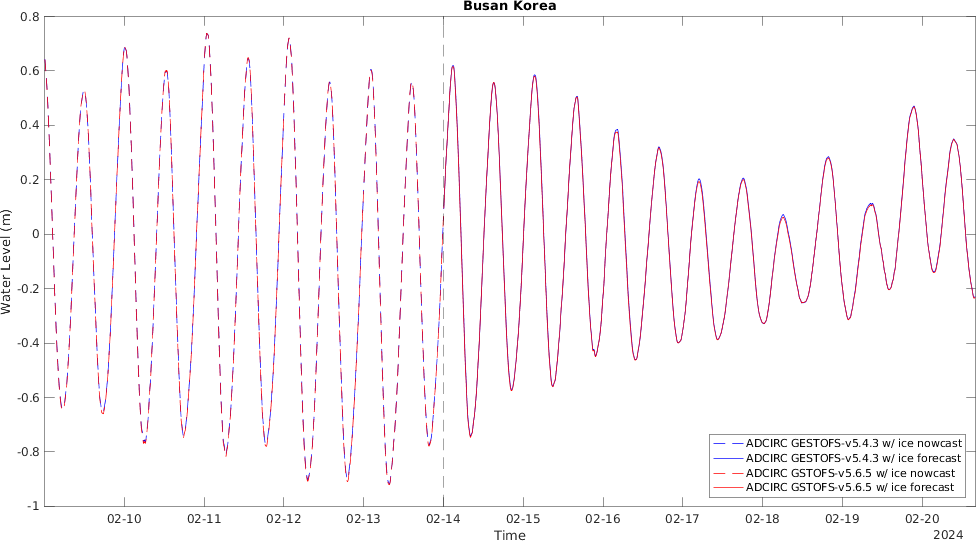 Busan Korea
0.8
0.6
0.4
0.2
0
-0.2
-0.4
-0.6
-0.8
-1
Water Level (m)
02-10 02-11 02-12 02-13 02-14 02-15 02-16 02-17 02-18 02-19 02-20
Time
2024
ADCIRC GESTOFS-v5.4.3 w/ ice nowcast
ADCIRC GESTOFS-v5.4.3 w/ ice forecast
ADCIRC GSTOFS-v5.6.5 w/ ice nowcast
ADCIRC GSTOFS-v5.6.5 w/ ice forecast